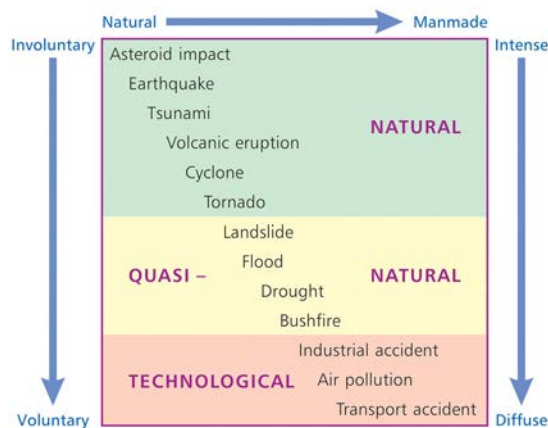 Natural Manmade
Involuntary Intense
Asteroid impact
Earthquake
Tsunami
NATURAL
Volcanic eruption
Cyclone
Tornado
Landslide
Flood
QUASI – NATURAL
Drought
Bushfire
Industrial accident
TECHNOLOGICAL Air pollution
Transport accident
Voluntary Diffuse